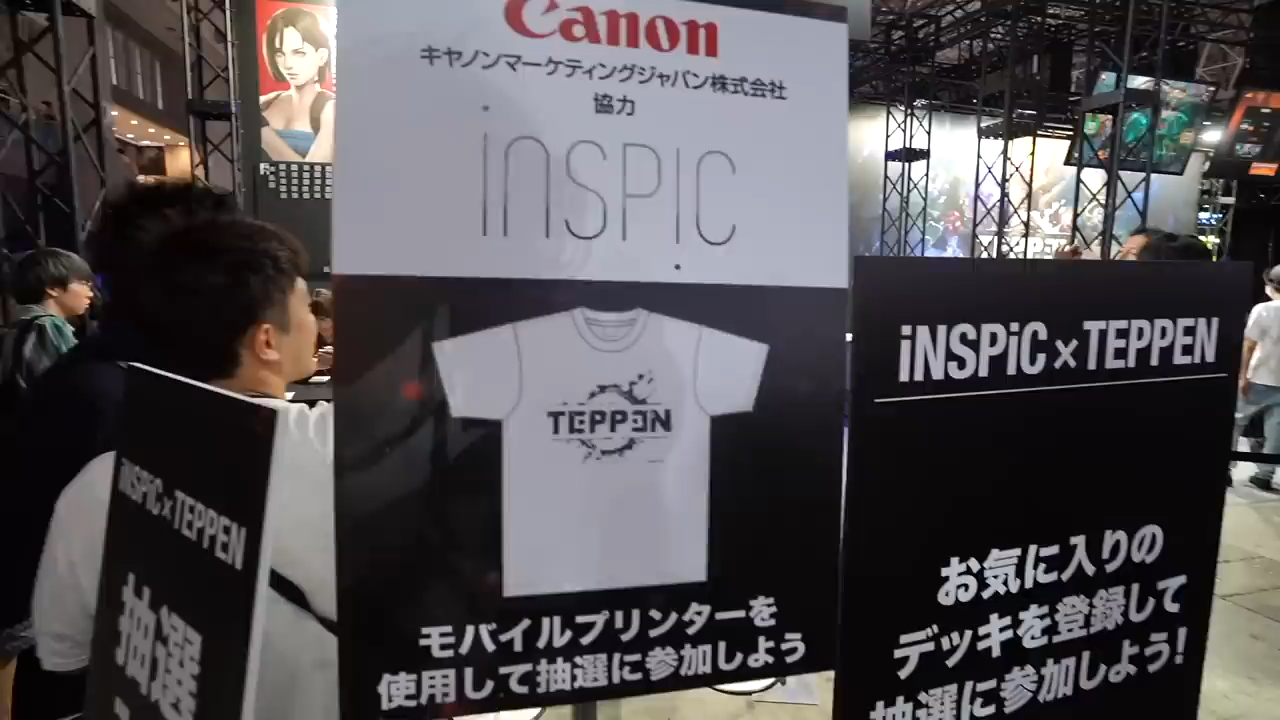 Canon
キヤノンマーケティングジャパン株式会社
協力
iNSPiC
TEPPEN
モバイルプリンターを
使用して抽選に参加しよう
iNSPiC×TEPPEN
お気に入りの
デッキを登録して
抽選に参加しよう!
iNSPiC×TEPPEN
抽選